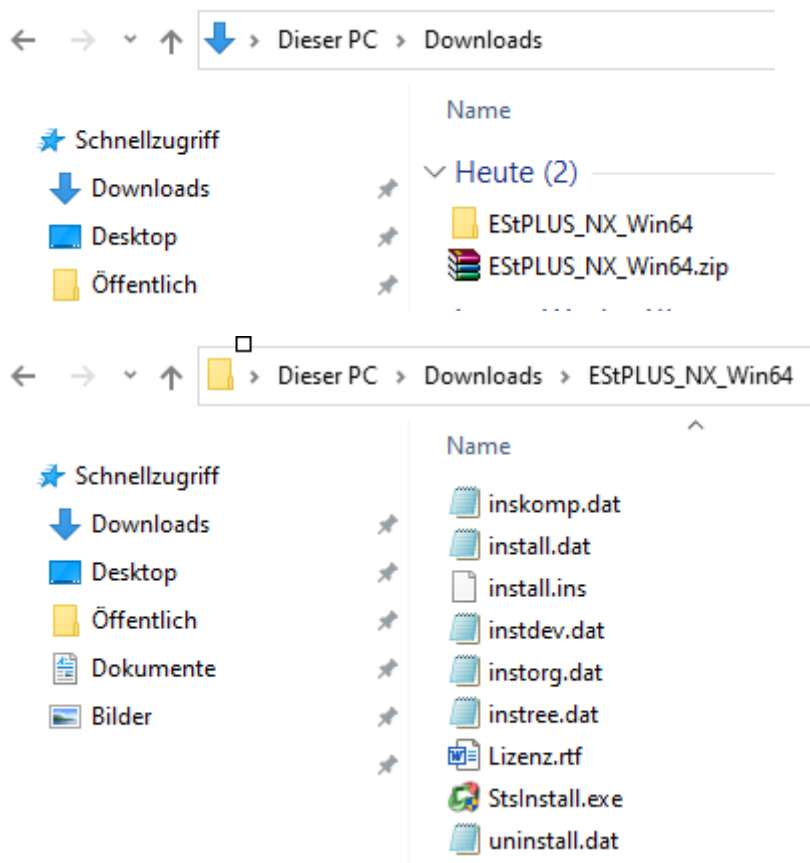 Dieser PC > Downloads
Name
Schnellzugriff
Heute (2)
Downloads
EStPLUS_NX_Win64
Desktop
EStPLUS_NX_Win64.zip
Öffentlich
Dieser PC > Downloads > EStPLUS_NX_Win64
Name
Schnellzugriff
inskomp.dat
Downloads
install.dat
Desktop
install.ins
Öffentlich
instdev.dat
Dokumente
instorg.dat
Bilder
instree.dat
Lizenz.rtf
StsInstall.exe
uninstall.dat